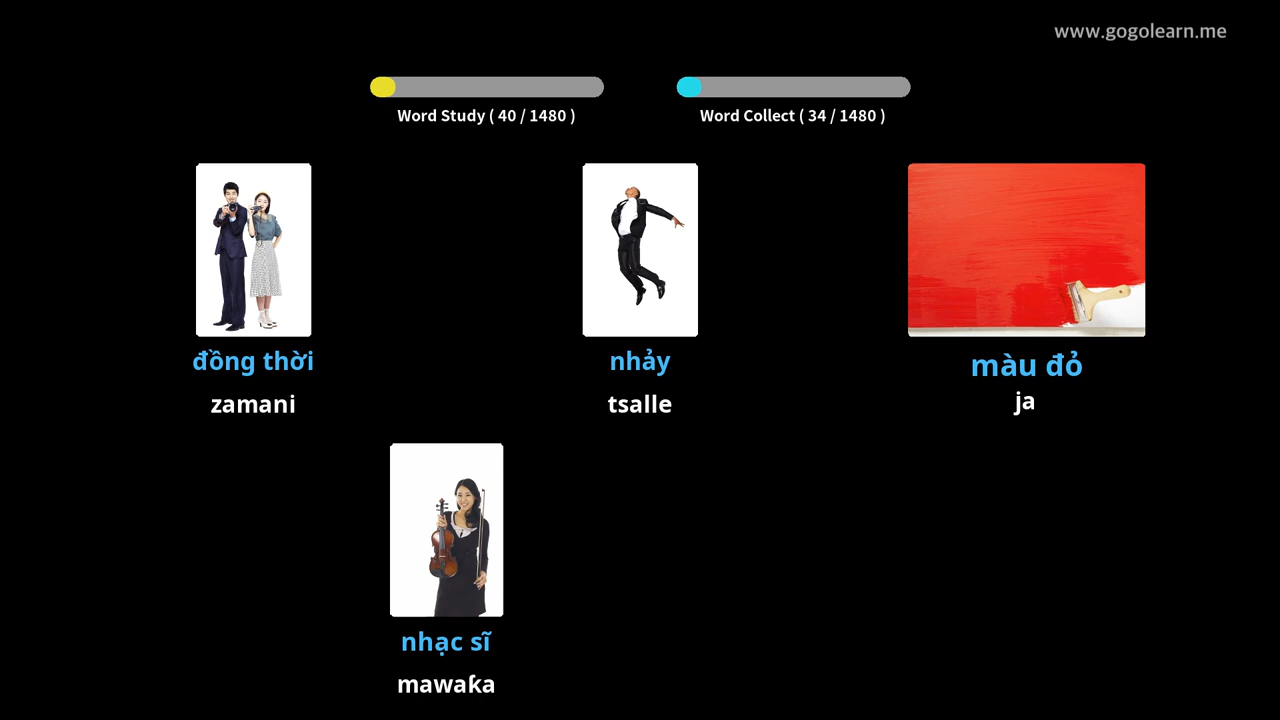 www.gogolearn.me
Word Study ( 40 / 1480 )
Word Collect ( 34 / 1480 )
đồng thời
nhảy
màu đỏ
zamani
tsalle
ja
nhạc sĩ
mawaƙa